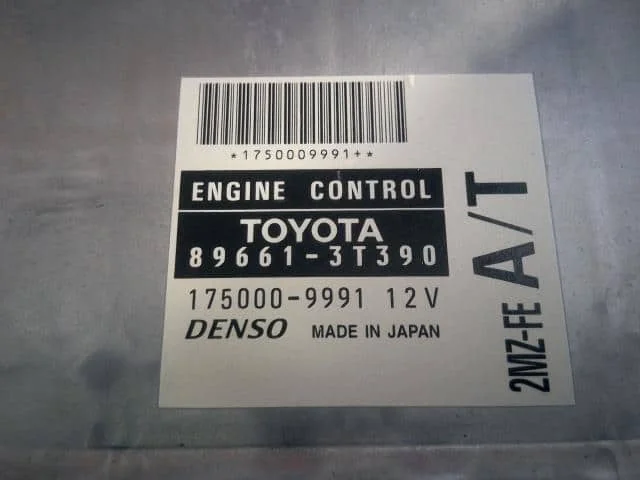 *1750009991+*
ENGINE CONTROL
TOYOTA
89661-3T390
175000-9991 12V
DENSO MADE IN JAPAN
2MZ-FE A/T